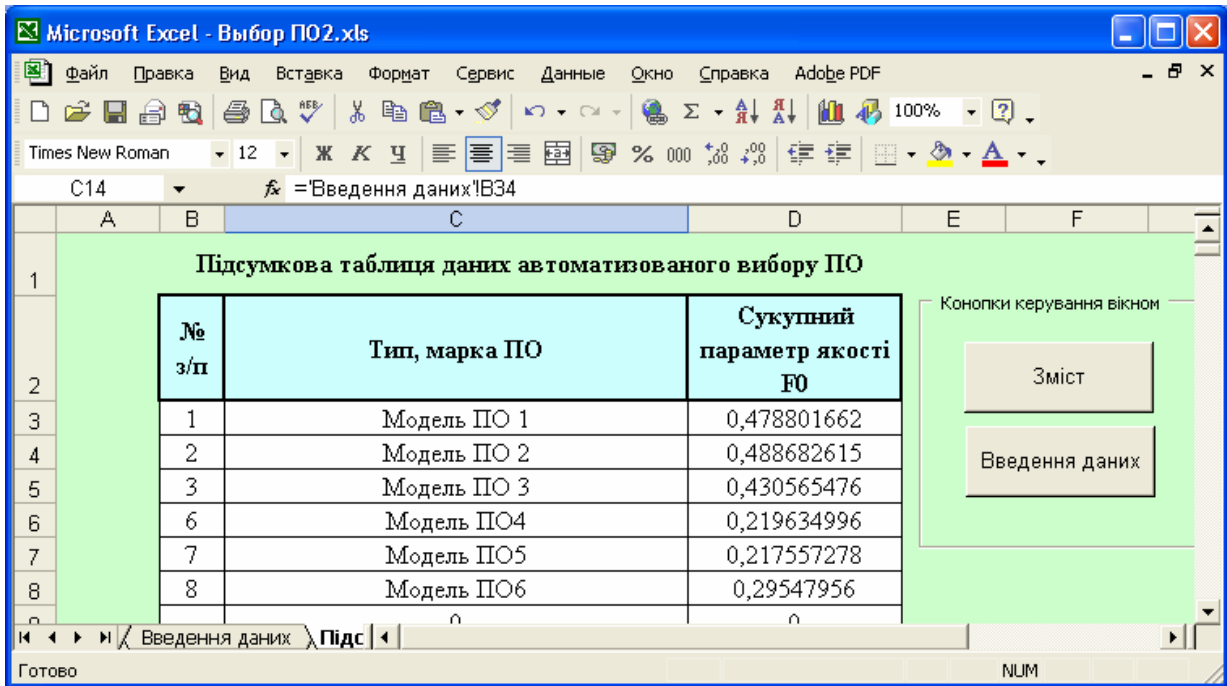 Microsoft Excel - Выбор ПО2.xls
Файл Правка Вид Вставка Формат Сервис Данные Окно Справка Adobe PDF
100%
Times New Roman 12 Ж К Ч % 000
C14 fx ='Введення даних'!B34
A B C D E F
1 Підсумкова таблиця даних автоматизованого вибору ПО
Конопки керування вікном
2 № з/п Тип, марка ПО Сукупний параметр якості F0
Зміст
3 1 Модель ПО 1 0,478801662
4 2 Модель ПО 2 0,488682615
Введення даних
5 3 Модель ПО 3 0,430565476
6 6 Модель ПО4 0,219634996
7 7 Модель ПО5 0,217557278
8 8 Модель ПО6 0,29547956
Введення даних Підс
Готово NUM